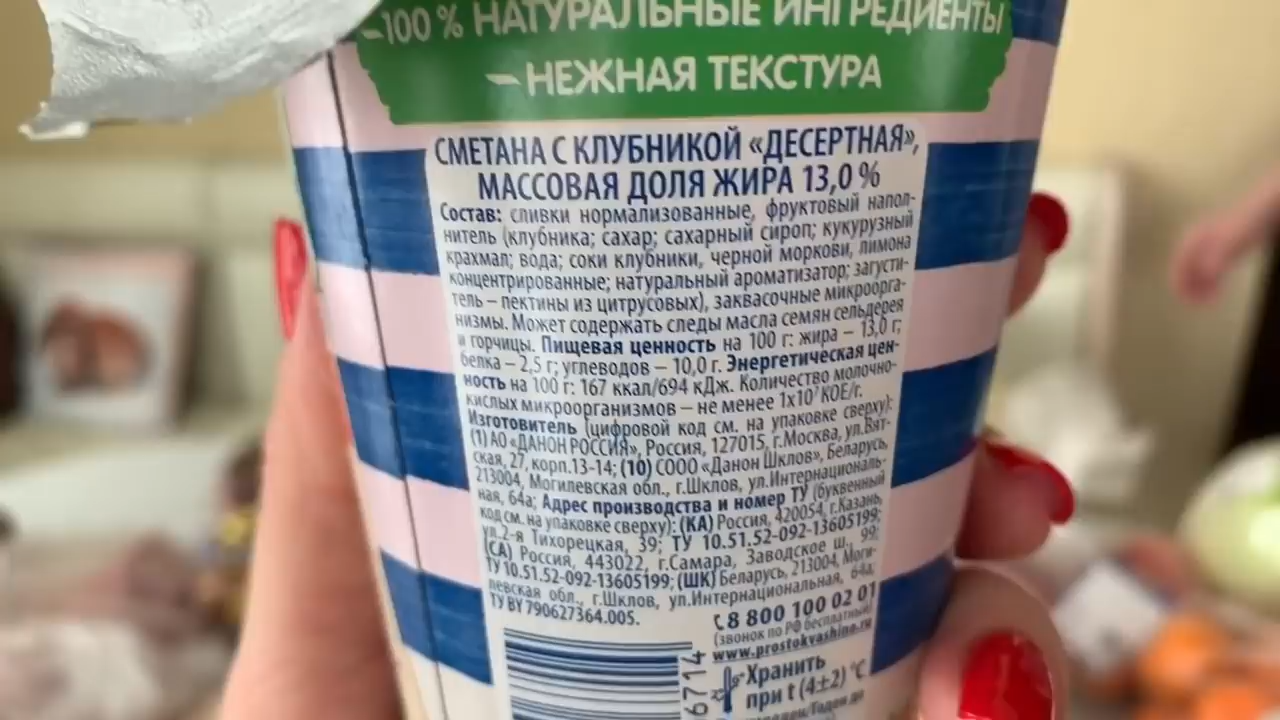 –100 % НАТУРАЛЬНЫЕ ИНГРЕДИЕНТЫ
– НЕЖНАЯ ТЕКСТУРА
СМЕТАНА С КЛУБНИКОЙ «ДЕСЕРТНАЯ»,
МАССОВАЯ ДОЛЯ ЖИРА 13,0 %
Состав: сливки нормализованные, фруктовый напол-
нитель (клубника; сахар; сахарный сироп; кукурузный
крахмал; вода; соки клубники, черной моркови, лимона
концентрированные; натуральный ароматизатор; загусти-
тель – пектины из цитрусовых), заквасочные микроорга-
низмы. Может содержать следы масла семян сельдерея
и горчицы. Пищевая ценность на 100 г: жира – 13,0 г;
белка – 2,5 г; углеводов – 10,0 г. Энергетическая цен-
ность на 100 г: 167 ккал/694 кДж. Количество молочно-
кислых микроорганизмов – не менее 1x10⁷ КОЕ/г.
Изготовитель (цифровой код см. на упаковке сверху):
(1) АО «ДАНОН РОССИЯ», Россия, 127015, г.Москва, ул.Вят-
ская, 27, корп.13-14; (10) СООО «Данон Шклов», Беларусь,
213004, Могилевская обл., г.Шклов, ул.Интернациональ-
ная, 64а; Адрес производства и номер ТУ (буквенный
код см. на упаковке сверху): (КА) Россия, 420054, г.Казань,
ул.2-я Тихорецкая, 39; ТУ 10.51.52-092-13605199;
(СА) Россия, 443022, г.Самара, Заводское ш., 99;
ТУ 10.51.52-092-13605199; (ШК) Беларусь, 213004, Моги-
левская обл., г.Шклов, ул.Интернациональная, 64а,
ТУ BY 790627364.005.
8 800 100 02 01
(звонок по РФ бесплатный)
www.prostokvashino.ru
Хранить
при t (4±2) °C
6714